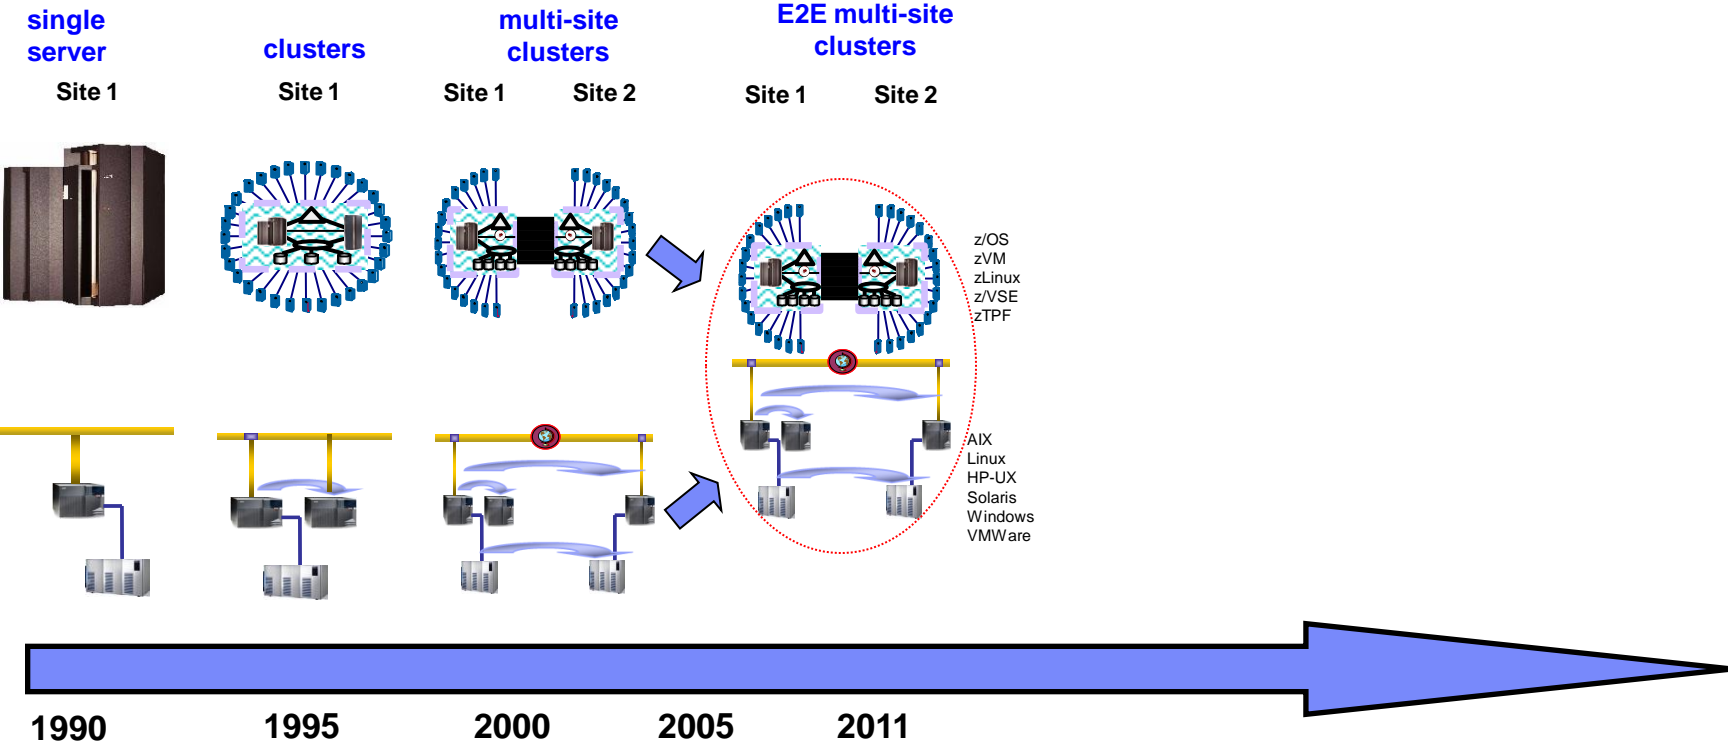 single
server
clusters
multi-site
clusters
E2E multi-site
clusters
Site 1
Site 1
Site 1
Site 2
Site 1
Site 2
z/OS
zVM
zLinux
z/VSE
zTPF
AIX
Linux
HP-UX
Solaris
Windows
VMWare
1990
1995
2000
2005
2011